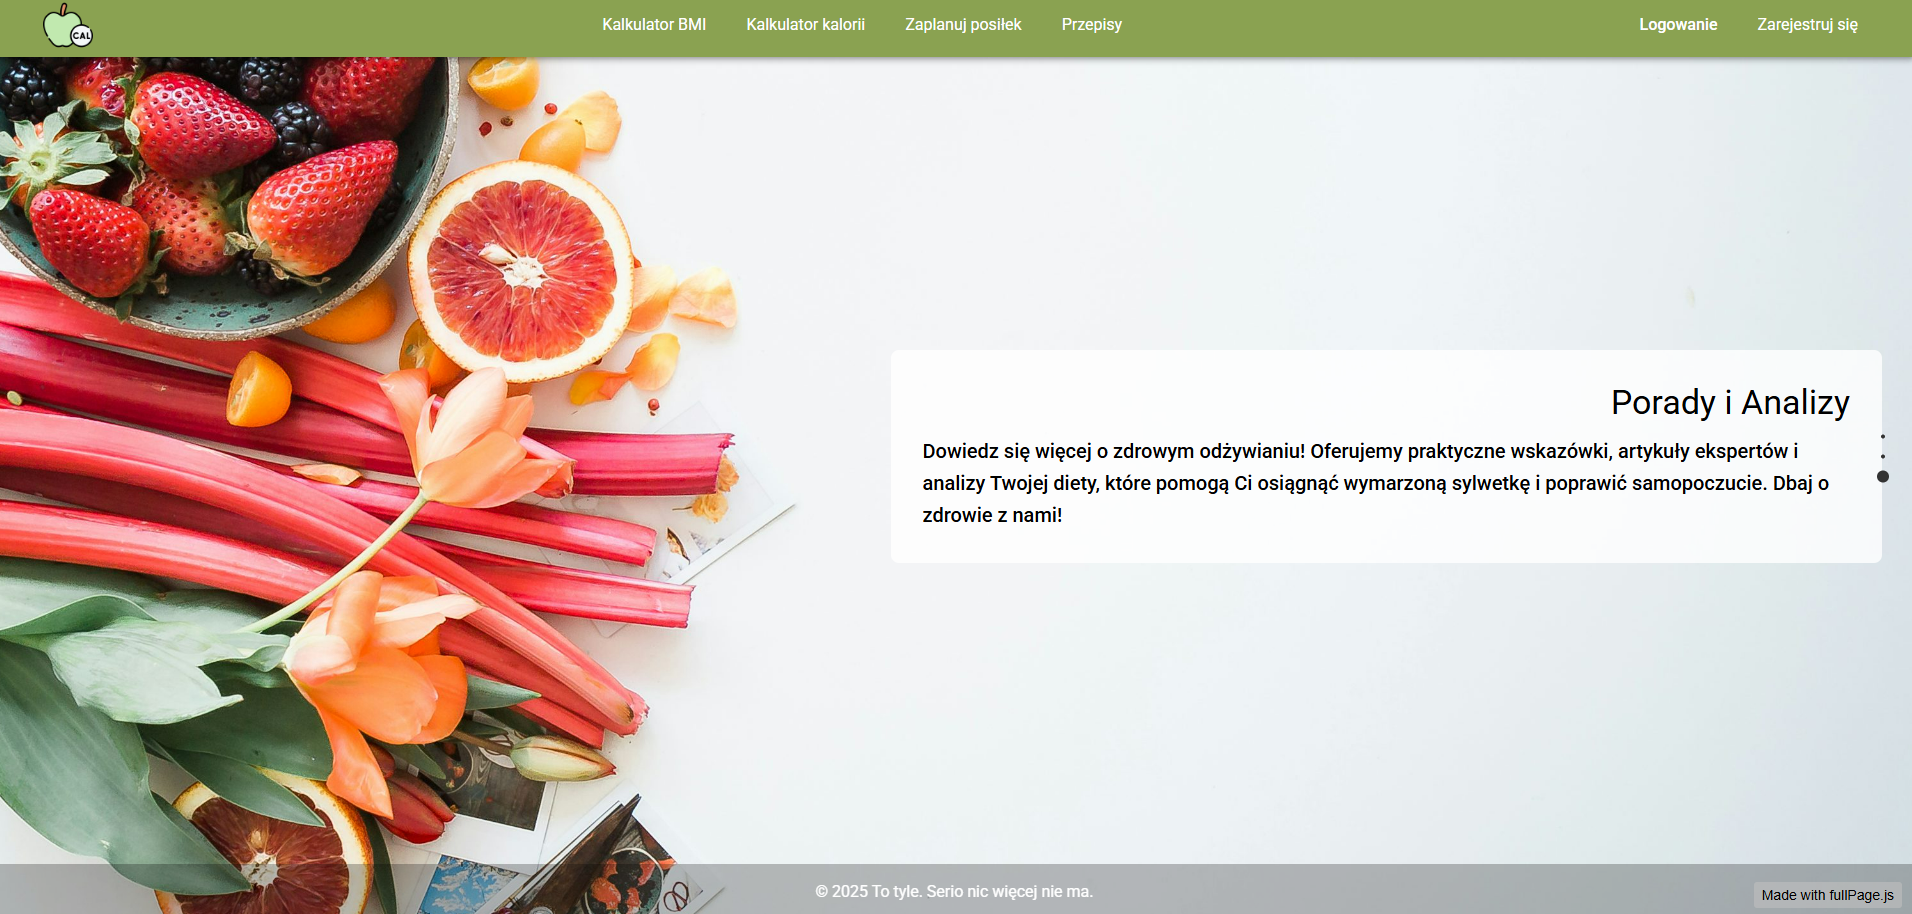 CAL
Kalkulator BMI
Kalkulator kalorii
Zaplanuj posiłek
Przepisy
Logowanie
Zarejestruj się
Porady i Analizy
Dowiedz się więcej o zdrowym odżywianiu! Oferujemy praktyczne wskazówki, artykuły ekspertów i
analizy Twojej diety, które pomogą Ci osiągnąć wymarzoną sylwetkę i poprawić samopoczucie. Dbaj o
zdrowie z nami!
© 2025 To tyle. Serio nic więcej nie ma.
Made with fullPage.js